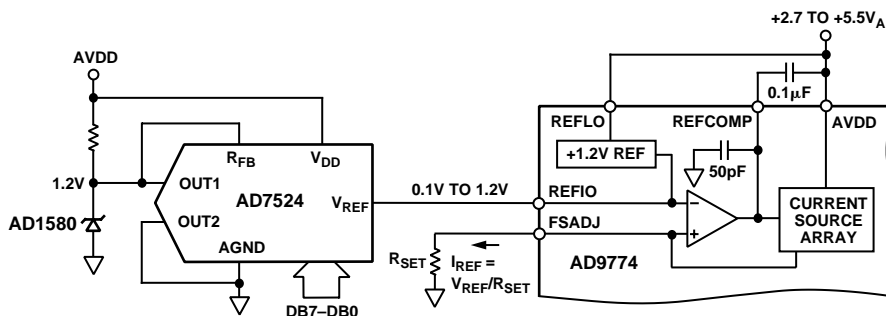 +2.7 TO +5.5VA
AVDD
0.1µF
REFLO
REFCOMP
AVDD
RFB
VDD
+1.2V REF
50pF
1.2V
OUT1
AD7524
VREF
0.1V TO 1.2V
REFIO
–
CURRENT
SOURCE
ARRAY
AD1580
OUT2
FSADJ
+
AGND
RSET
IREF =
VREF/RSET
AD9774
DB7–DB0